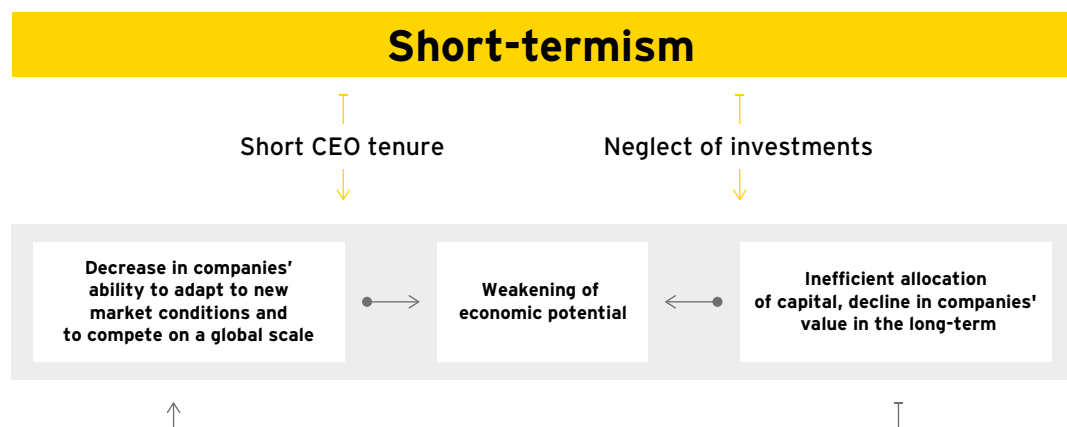 Short-termism
Short CEO tenure
Neglect of investments
Decrease in companies’
ability to adapt to new
market conditions and
to compete on a global scale
Weakening of
economic potential
Inefficient allocation
of capital, decline in companies'
value in the long-term